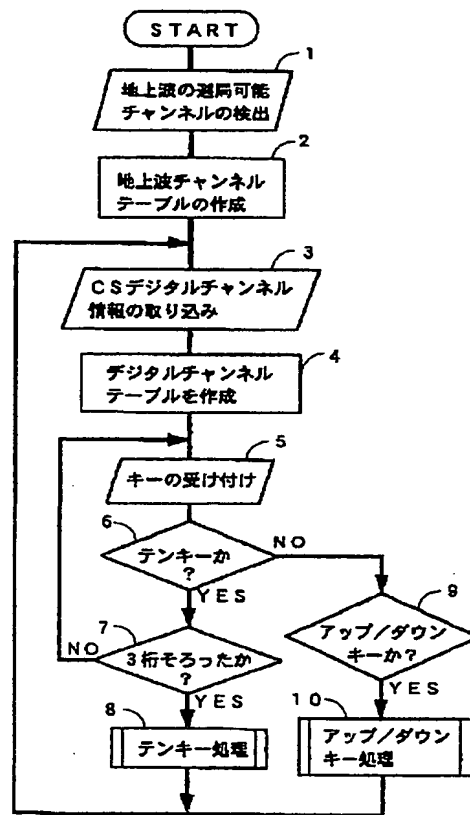 START
1
地上波の選局可能
チャンネルの検出
2
地上波チャンネル
テーブルの作成
3
CSデジタルチャンネル
情報の取り込み
4
デジタルチャンネル
テーブルを作成
5
キーの受け付け
6
テンキーか
?
NO
YES
7
3桁そろったか
?
NO
YES
8
テンキー処理
9
アップ/ダウン
キーか?
YES
10
アップ/ダウン
キー処理